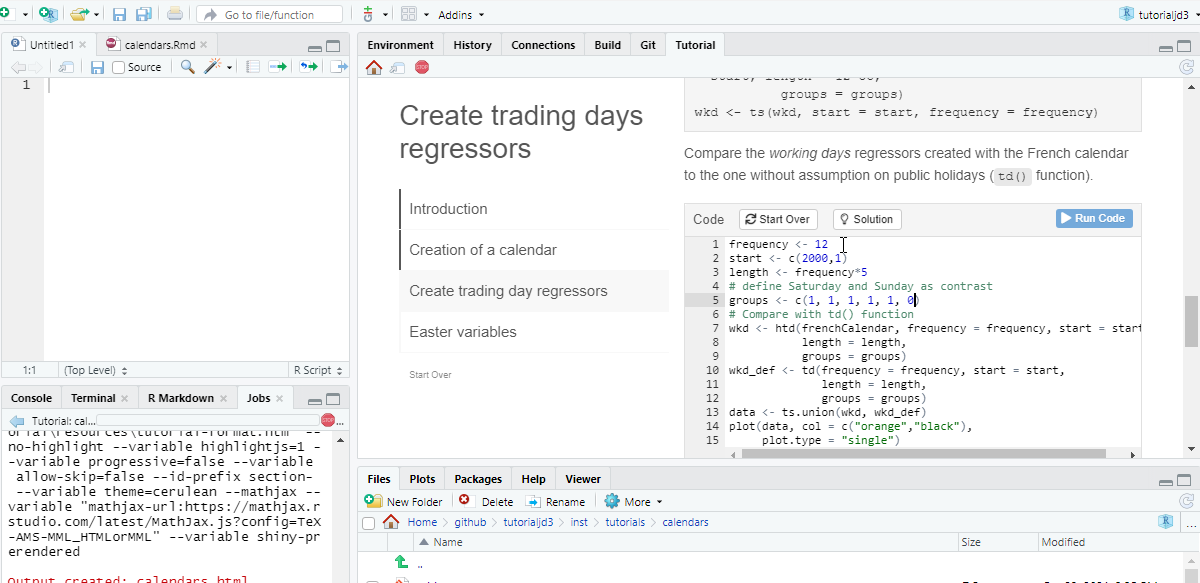 Go to file/function
Addins
tutorialjd3
Untitled1
calendars.Rmd
Source
1
1:1
(Top Level)
R Script
Console
Terminal
R Markdown
Jobs
Tutorial: cal...
STOP
orial\resources\tutorial-format.htm" --
no-highlight --variable highlightjs=1 -
-variable progressive=false --variable
allow-skip=false --id-prefix section-
--variable theme=cerulean --mathjax --
variable "mathjax-url:https://mathjax.r
studio.com/latest/MathJax.js?config=TeX
-AMS-MML_HTMLorMML" --variable shiny-pr
erendered
Output created: calendars.html
Environment
History
Connections
Build
Git
Tutorial
STOP
Create trading days
regressors
Introduction
Creation of a calendar
Create trading day regressors
Easter variables
Start Over
groups = groups)
wkd <- ts(wkd, start = start, frequency = frequency)
Compare the working days regressors created with the French calendar
to the one without assumption on public holidays ( td() function).
Code
Start Over
Solution
Run Code
1 frequency <- 12
2 start <- c(2000,1)
3 length <- frequency*5
4 # define Saturday and Sunday as contrast
5 groups <- c(1, 1, 1, 1, 1, 0)
6 # Compare with td() function
7 wkd <- htd(frenchCalendar, frequency = frequency, start = start
8 length = length,
9 groups = groups)
10 wkd_def <- td(frequency = frequency, start = start,
11 length = length,
12 groups = groups)
13 data <- ts.union(wkd, wkd_def)
14 plot(data, col = c("orange","black"),
15 plot.type = "single")
Files
Plots
Packages
Help
Viewer
New Folder
Delete
Rename
More
Home
github
tutorialjd3
inst
tutorials
calendars
...
Name
Size
Modified
..